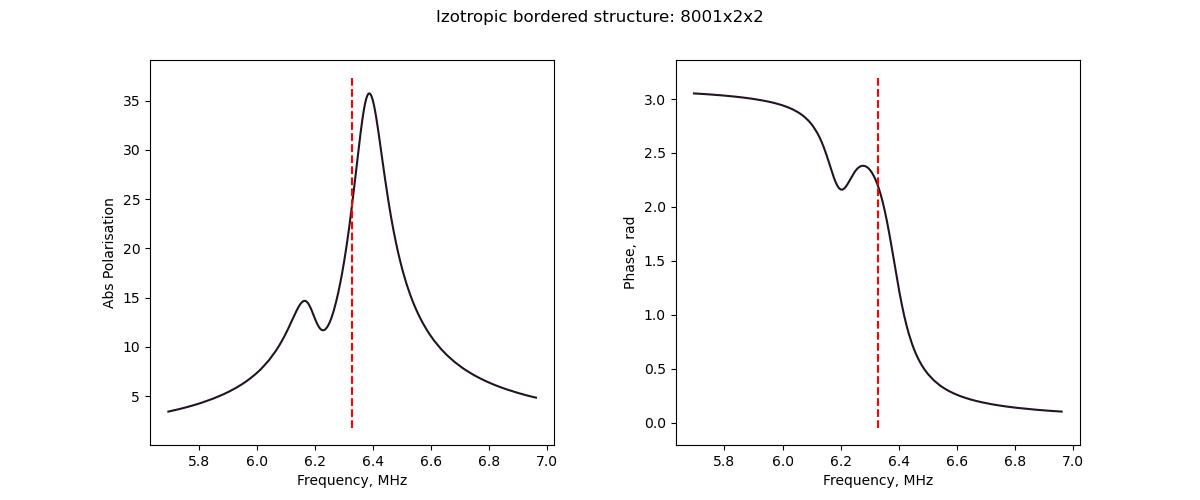 Izotropic bordered structure: 8001x2x2
Abs Polarisation
35
30
25
20
15
10
5
5.8 6.0 6.2 6.4 6.6 6.8 7.0
Frequency, MHz
Phase, rad
3.0
2.5
2.0
1.5
1.0
0.5
0.0
5.8 6.0 6.2 6.4 6.6 6.8 7.0
Frequency, MHz